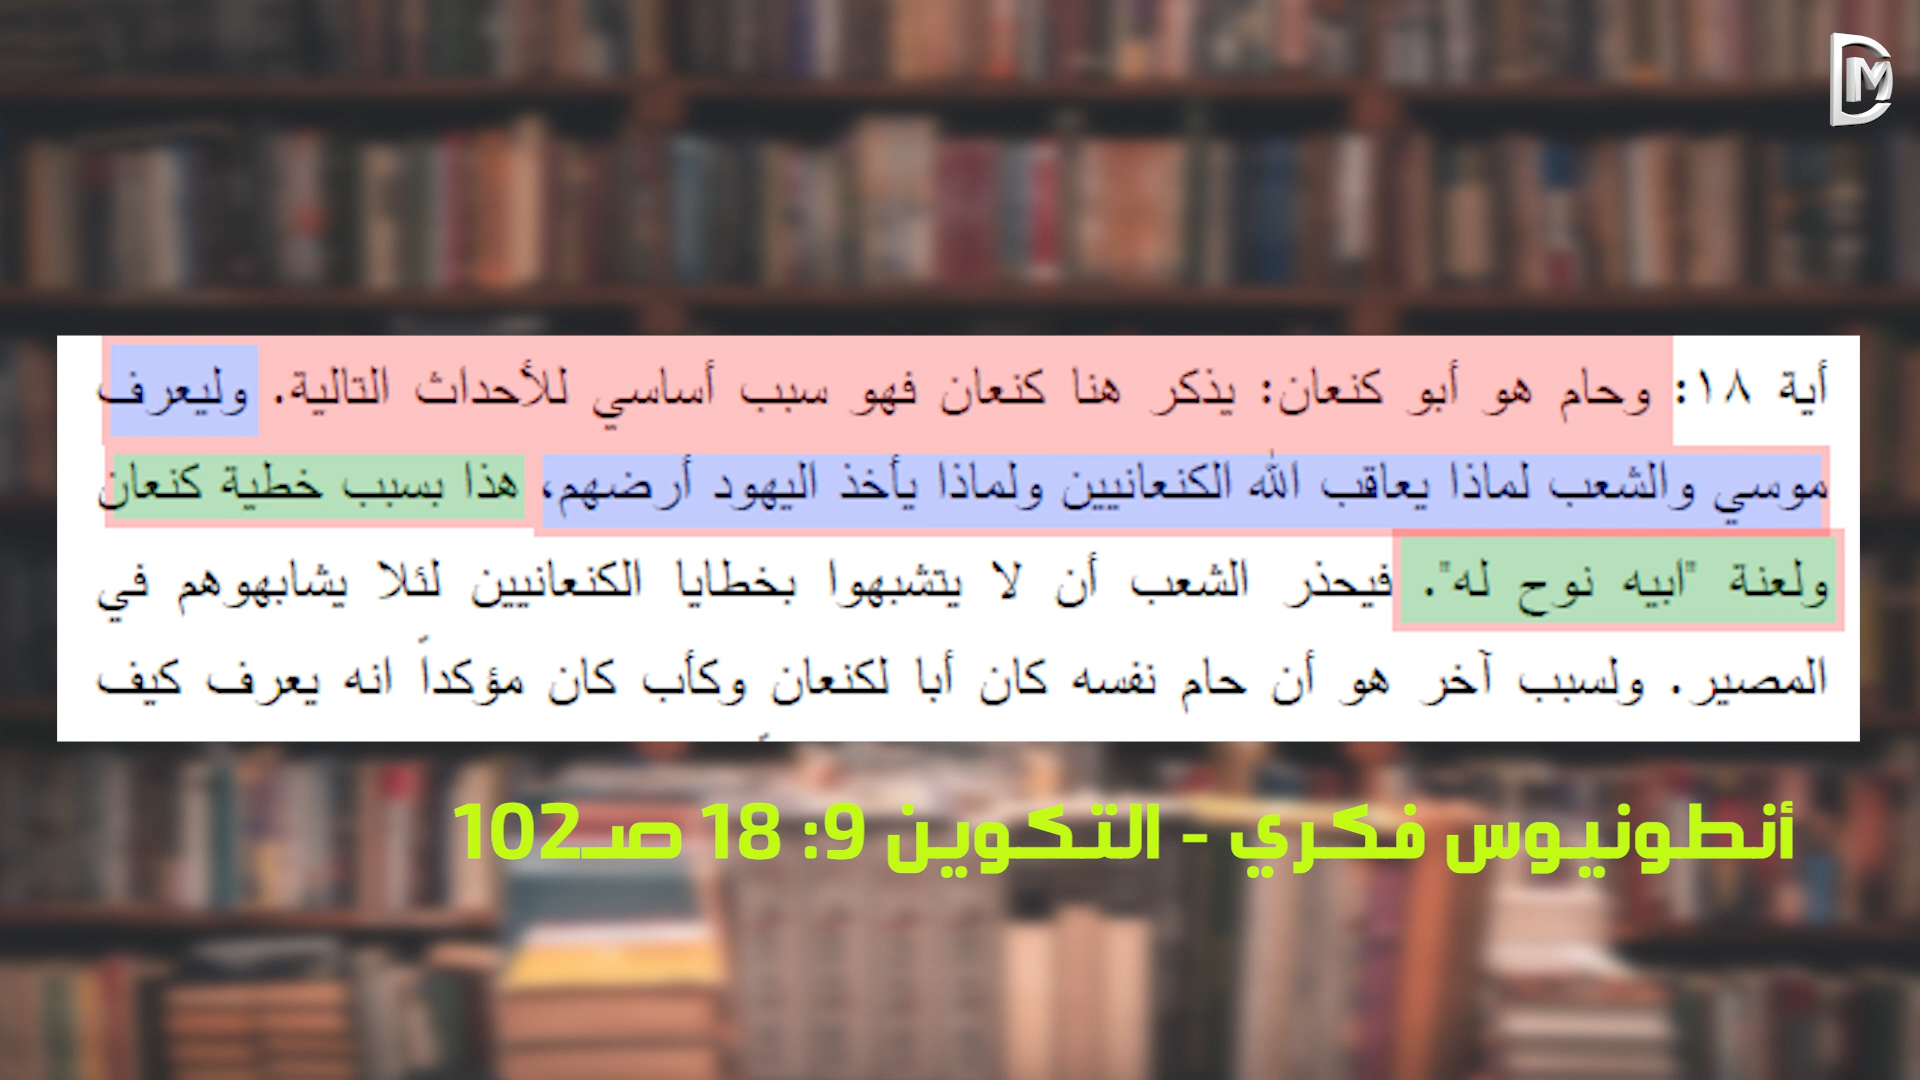 أية ١٨: وحام هو أبو كنعان: يذكر هنا كنعان فهو سبب أساسي للأحداث التالية. وليعرف
موسي والشعب لماذا يعاقب الله الكنعانيين ولماذا يأخذ اليهود أرضهم، هذا بسبب خطية كنعان
ولعنة "ابيه نوح له". فيحذر الشعب أن لا يتشبهوا بخطايا الكنعانيين لئلا يشابهوهم في
المصير. ولسبب آخر هو أن حام نفسه كان أبا لكنعان وكأب كان مؤكداً انه يعرف كيف
أنطونيوس فكري - التكوين 9: 18 صـ102